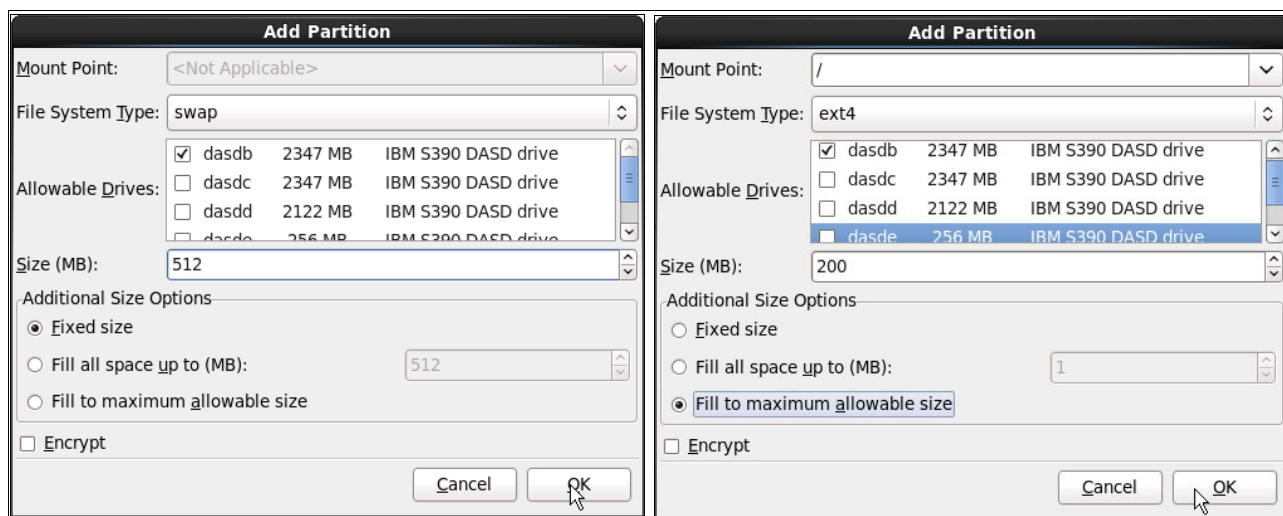 Add Partition
Mount Point: <Not Applicable>
File System Type: swap
Allowable Drives:
dasdb 2347 MB IBM S390 DASD drive
dasdc 2347 MB IBM S390 DASD drive
dasdd 2122 MB IBM S390 DASD drive
256 MB IBM S390 DASD drive
Size (MB): 512
Additional Size Options
Fixed size
Fill all space up to (MB): 512
Fill to maximum allowable size
Encrypt
Cancel OK
Add Partition
Mount Point: /
File System Type: ext4
Allowable Drives:
dasdb 2347 MB IBM S390 DASD drive
dasdc 2347 MB IBM S390 DASD drive
dasdd 2122 MB IBM S390 DASD drive
dasde 256 MB IBM S390 DASD drive
Size (MB): 200
Additional Size Options
Fixed size
Fill all space up to (MB): 1
Fill to maximum allowable size
Encrypt
Cancel OK